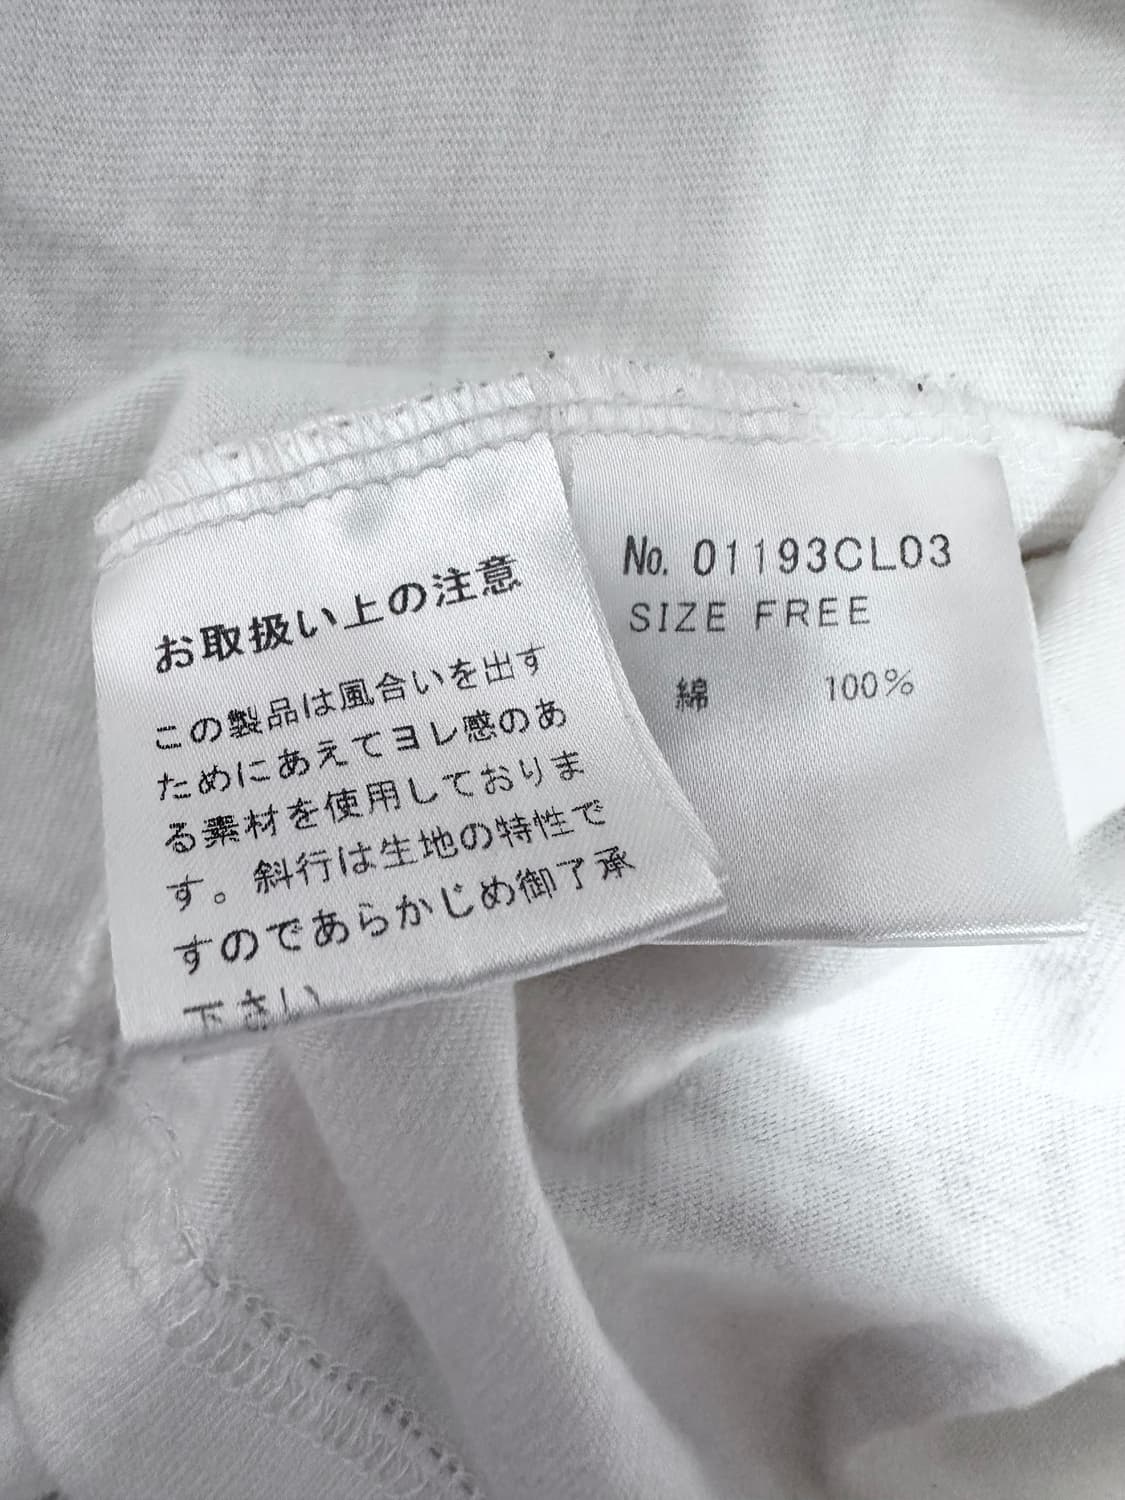 お取扱い上の注意
この製品は風合いを出す
ためにあえてヨレ感のあ
る素材を使用しておりま
す。斜行は生地の特性で
すのであらかじめ御了承
下さい
No. 01193CL03
SIZE FREE
綿 100%